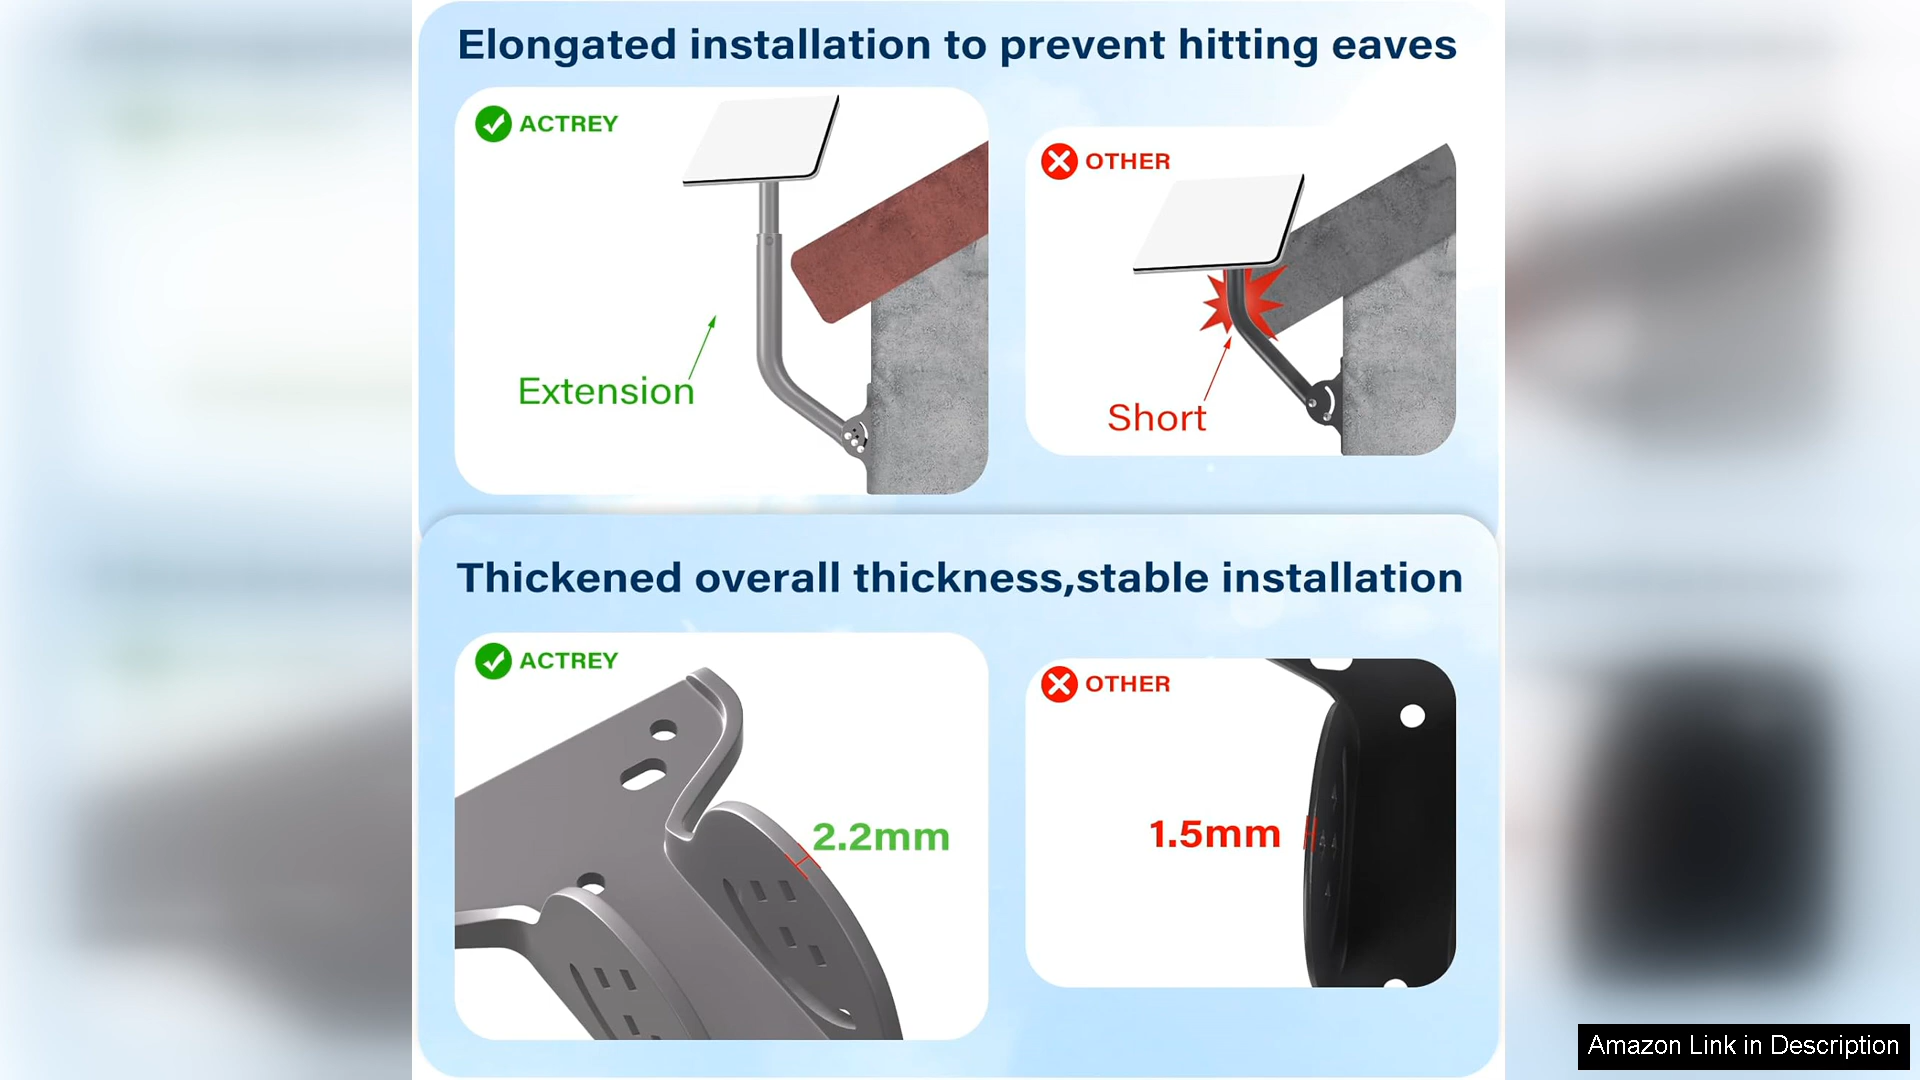 Elongated installation to prevent hitting eaves
ACTREY
OTHER
Extension
Short
Thickened overall thickness,stable installation
ACTREY
OTHER
2.2mm
1.5mm
Amazon Link in Description